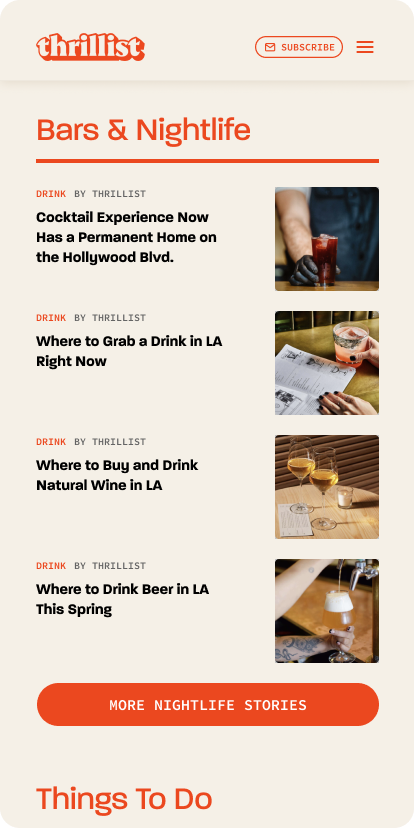 thrillist
SUBSCRIBE
Bars & Nightlife
DRINK BY THRILLIST
Cocktail Experience Now
Has a Permanent Home on
the Hollywood Blvd.
DRINK BY THRILLIST
Where to Grab a Drink in LA
Right Now
DRINK BY THRILLIST
Where to Buy and Drink
Natural Wine in LA
DRINK BY THRILLIST
Where to Drink Beer in LA
This Spring
MORE NIGHTLIFE STORIES
Things To Do